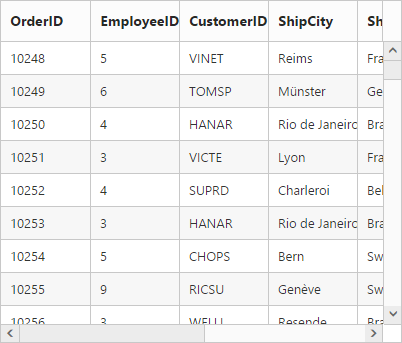 OrderID EmployeeID CustomerID ShipCity Sh
10248 5 VINET Reims Fra
10249 6 TOMSP Münster Ge
10250 4 HANAR Rio de Janeiro Bra
10251 3 VICTE Lyon Fra
10252 4 SUPRD Charleroi Bel
10253 3 HANAR Rio de Janeiro Bra
10254 5 CHOPS Bern Sw
10255 9 RICSU Genève Sw
10256 3 WELLI Resende Bra